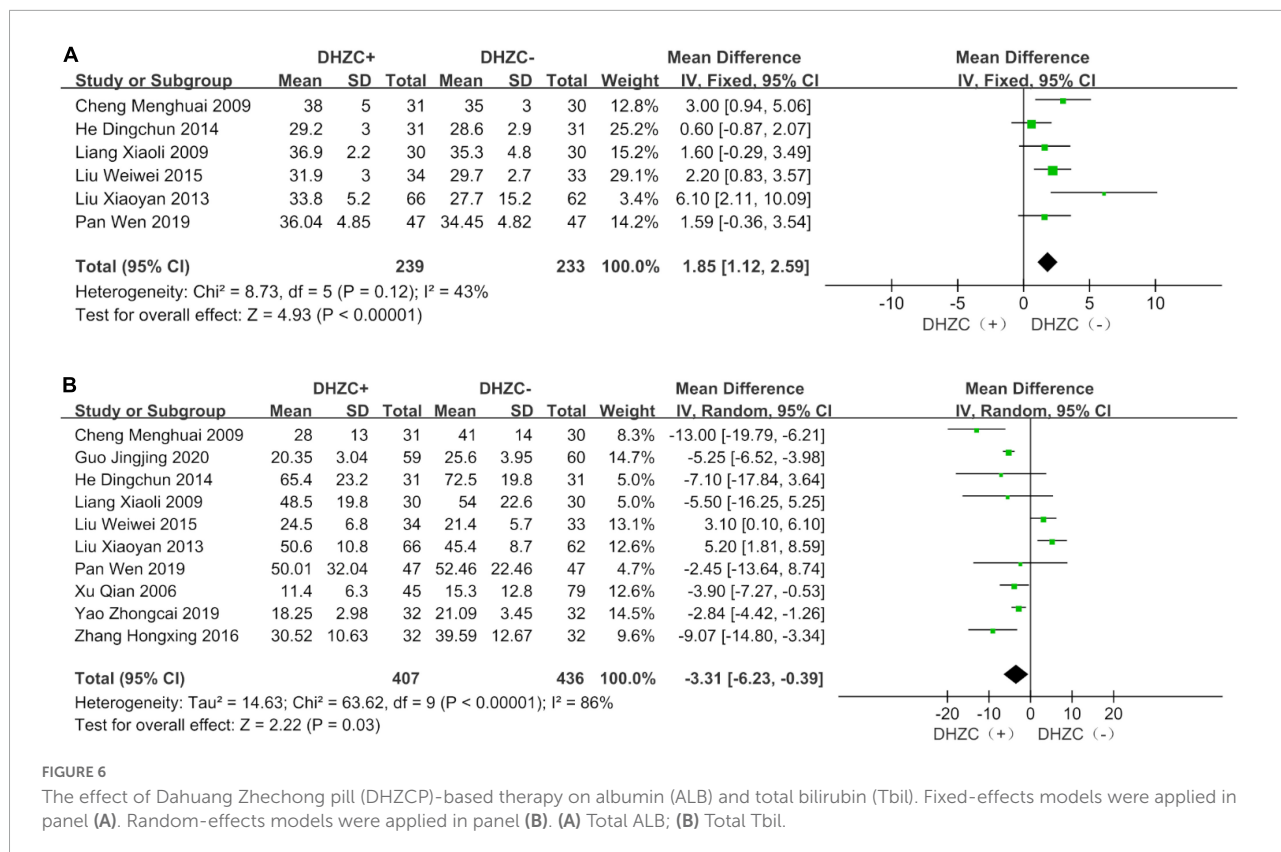 A
DHZC+ DHZC- Mean Difference Mean Difference
Study or Subgroup Mean SD Total Mean SD Total Weight IV, Fixed, 95% CI IV, Fixed, 95% CI
Cheng Menghuai 2009 38 5 31 35 3 30 12.8% 3.00 [0.94, 5.06]
He Dingchun 2014 29.2 3 31 28.6 2.9 31 25.2% 0.60 [-0.87, 2.07]
Liang Xiaoli 2009 36.9 2.2 30 35.3 4.8 30 15.2% 1.60 [-0.29, 3.49]
Liu Weiwei 2015 31.9 3 34 29.7 2.7 33 29.1% 2.20 [0.83, 3.57]
Liu Xiaoyan 2013 33.8 5.2 66 27.7 15.2 62 3.4% 6.10 [2.11, 10.09]
Pan Wen 2019 36.04 4.85 47 34.45 4.82 47 14.2% 1.59 [-0.36, 3.54]
Total (95% CI) 239 233 100.0% 1.85 [1.12, 2.59]
Heterogeneity: Chi² = 8.73, df = 5 (P = 0.12); I² = 43%
Test for overall effect: Z = 4.93 (P < 0.00001)
-10 -5 0 5 10
DHZC（+） DHZC（-）
B
DHZC+ DHZC- Mean Difference Mean Difference
Study or Subgroup Mean SD Total Mean SD Total Weight IV, Random, 95% CI IV, Random, 95% CI
Cheng Menghuai 2009 28 13 31 41 14 30 8.3% -13.00 [-19.79, -6.21]
Guo Jingjing 2020 20.35 3.04 59 25.6 3.95 60 14.7% -5.25 [-6.52, -3.98]
He Dingchun 2014 65.4 23.2 31 72.5 19.8 31 5.0% -7.10 [-17.84, 3.64]
Liang Xiaoli 2009 48.5 19.8 30 54 22.6 30 5.0% -5.50 [-16.25, 5.25]
Liu Weiwei 2015 24.5 6.8 34 21.4 5.7 33 13.1% 3.10 [0.10, 6.10]
Liu Xiaoyan 2013 50.6 10.8 66 45.4 8.7 62 12.6% 5.20 [1.81, 8.59]
Pan Wen 2019 50.01 32.04 47 52.46 22.46 47 4.7% -2.45 [-13.64, 8.74]
Xu Qian 2006 11.4 6.3 45 15.3 12.8 79 12.6% -3.90 [-7.27, -0.53]
Yao Zhongcai 2019 18.25 2.98 32 21.09 3.45 32 14.5% -2.84 [-4.42, -1.26]
Zhang Hongxing 2016 30.52 10.63 32 39.59 12.67 32 9.6% -9.07 [-14.80, -3.34]
Total (95% CI) 407 436 100.0% -3.31 [-6.23, -0.39]
Heterogeneity: Tau² = 14.63; Chi² = 63.62, df = 9 (P < 0.00001); I² = 86%
Test for overall effect: Z = 2.22 (P = 0.03)
-20 -10 0 10 20
DHZC（+） DHZC（-）
FIGURE 6
The effect of Dahuang Zhechong pill (DHZCP)-based therapy on albumin (ALB) and total bilirubin (Tbil). Fixed-effects models were applied in
panel (A). Random-effects models were applied in panel (B). (A) Total ALB; (B) Total Tbil.